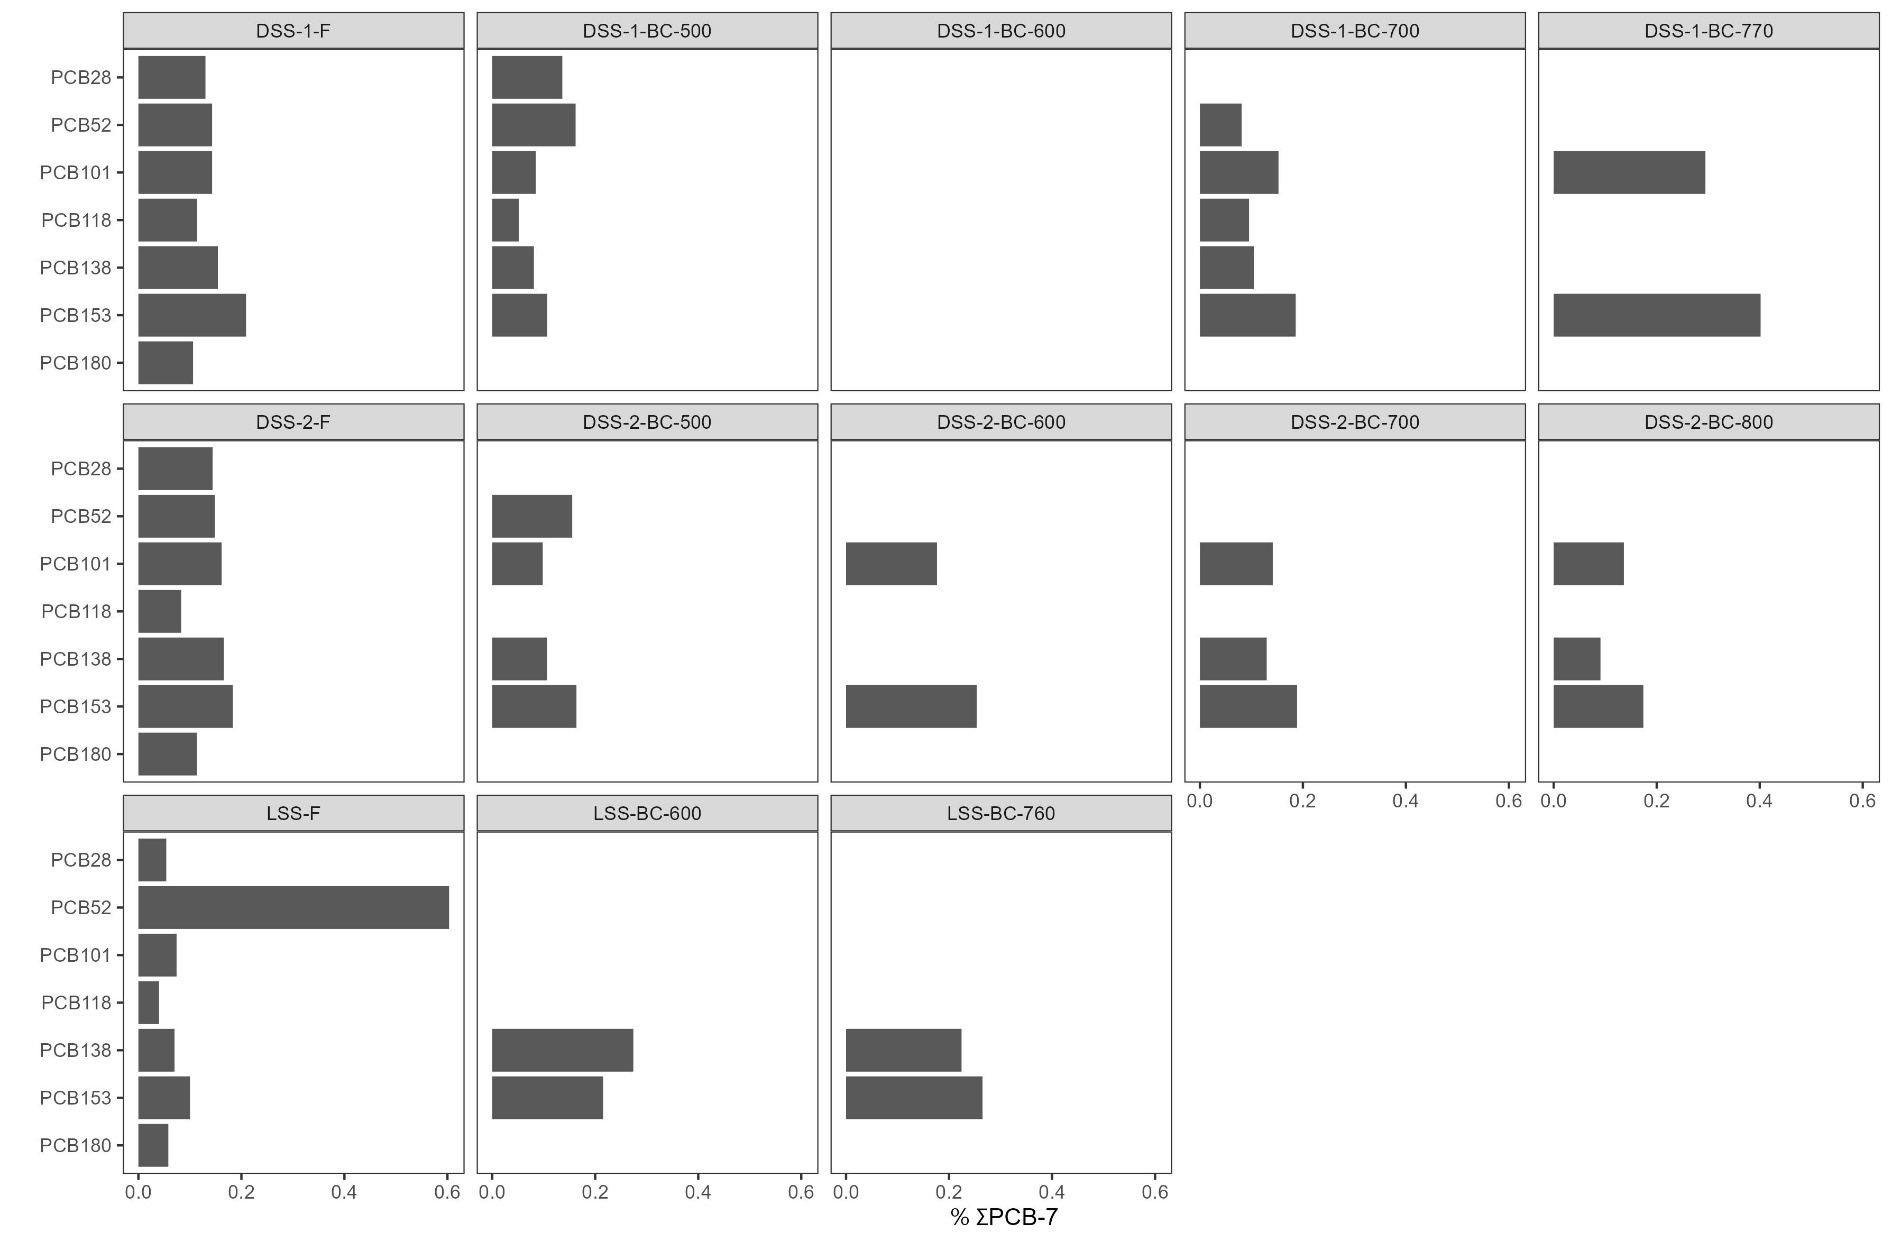 DSS-1-F DSS-1-BC-500 DSS-1-BC-600 DSS-1-BC-700 DSS-1-BC-770
PCB28
PCB52
PCB101
PCB118
PCB138
PCB153
PCB180
DSS-2-F DSS-2-BC-500 DSS-2-BC-600 DSS-2-BC-700 DSS-2-BC-800
PCB28
PCB52
PCB101
PCB118
PCB138
PCB153
PCB180
0.0 0.2 0.4 0.6 0.0 0.2 0.4 0.6
LSS-F LSS-BC-600 LSS-BC-760
PCB28
PCB52
PCB101
PCB118
PCB138
PCB153
PCB180
0.0 0.2 0.4 0.6 0.0 0.2 0.4 0.6 0.0 0.2 0.4 0.6
% ΣPCB-7